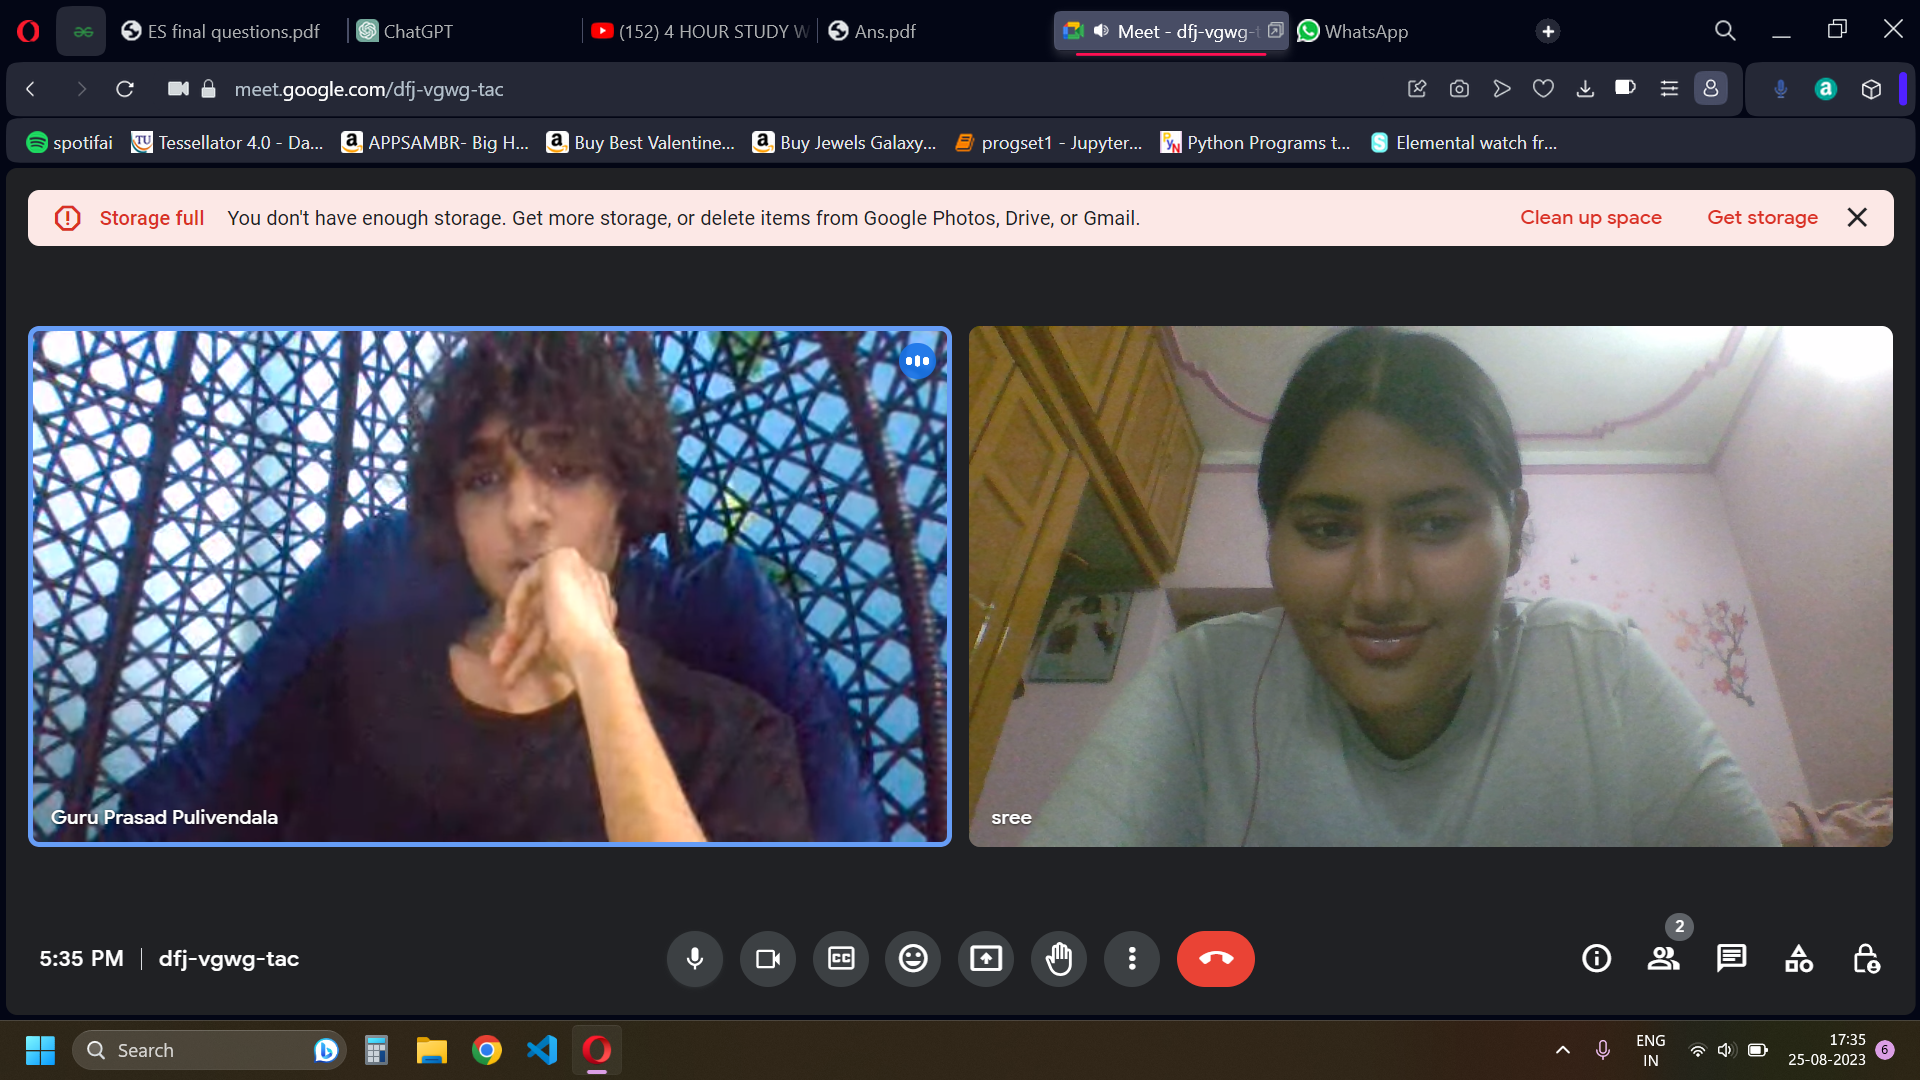 ES final questions.pdf
ChatGPT
(152) 4 HOUR STUDY W
Ans.pdf
Meet - dfj-vgwg-
WhatsApp
meet.google.com/dfj-vgwg-tac
spotifai
Tessellator 4.0 - Da...
APPSAMBR- Big H...
Buy Best Valentine...
Buy Jewels Galaxy...
progset1 - Jupyter...
Python Programs t...
Elemental watch fr...
Storage full You don't have enough storage. Get more storage, or delete items from Google Photos, Drive, or Gmail. Clean up space Get storage
Guru Prasad Pulivendala
sree
2
5:35 PM | dfj-vgwg-tac
CC
Search
ENG
IN
17:35
25-08-2023
6